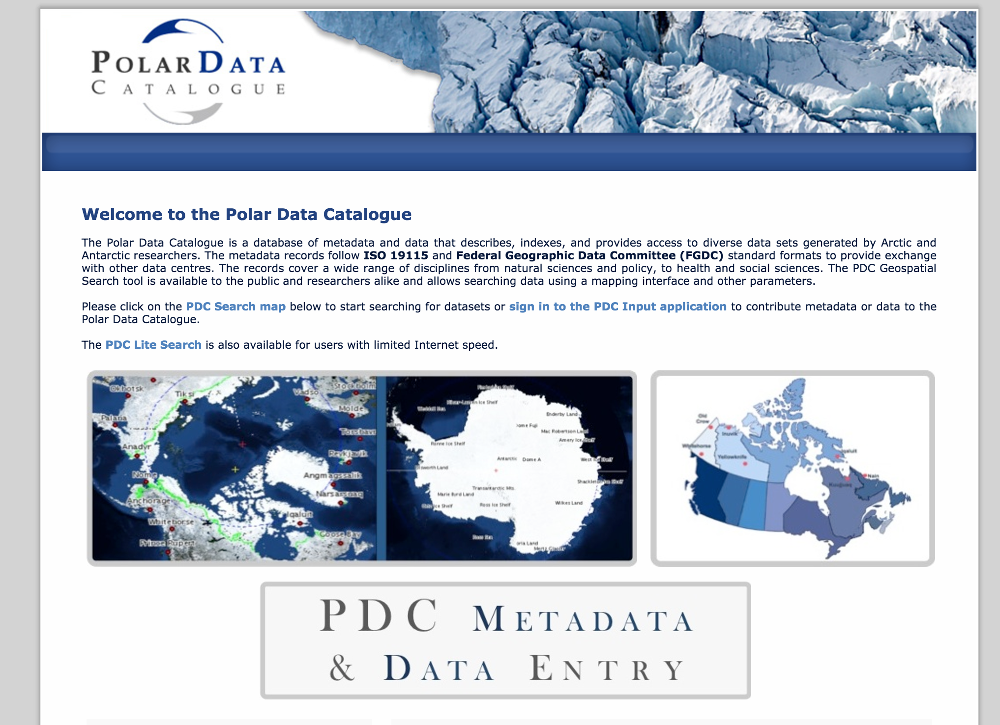 POLAR DATA
CATALOGUE
Welcome to the Polar Data Catalogue
The Polar Data Catalogue is a database of metadata and data that describes, indexes, and provides access to diverse data sets generated by Arctic and
Antarctic researchers. The metadata records follow ISO 19115 and Federal Geographic Data Committee (FGDC) standard formats to provide exchange
with other data centres. The records cover a wide range of disciplines from natural sciences and policy, to health and social sciences. The PDC Geospatial
Search tool is available to the public and researchers alike and allows searching data using a mapping interface and other parameters.
Please click on the PDC Search map below to start searching for datasets or sign in to the PDC Input application to contribute metadata or data to the
Polar Data Catalogue.
The PDC Lite Search is also available for users with limited Internet speed.
Okhotsk
Tiksi
Vadso
Stockholm
Molde
Palana
Anadyr
Reykjavik
Nome
Angmagssalik
Narsarsuaq
Anchorage
Iqaluit
Whitehorse
Goose Bay
Prince Rupert
Ice Shelf
Weddell Sea
Enderby Land
Dome Fuji
Mac Robertson Land
Amery Ice Shelf
Ronne Ice Shelf
Antarctic
Dome A
West Ice Shelf
Shackleton Ice Shelf
Transantarctic Mts.
Marie Byrd Land
Ice Shelf
Ross Ice Shelf
Wilkes Land
Ross Sea
oria Land
Mertz Glacier
Old
Crow
Inuvik
Whitehorse
Yellowknife
Iqaluit
Nain
Kuujjuaq
PDC METADATA
& DATA ENTRY